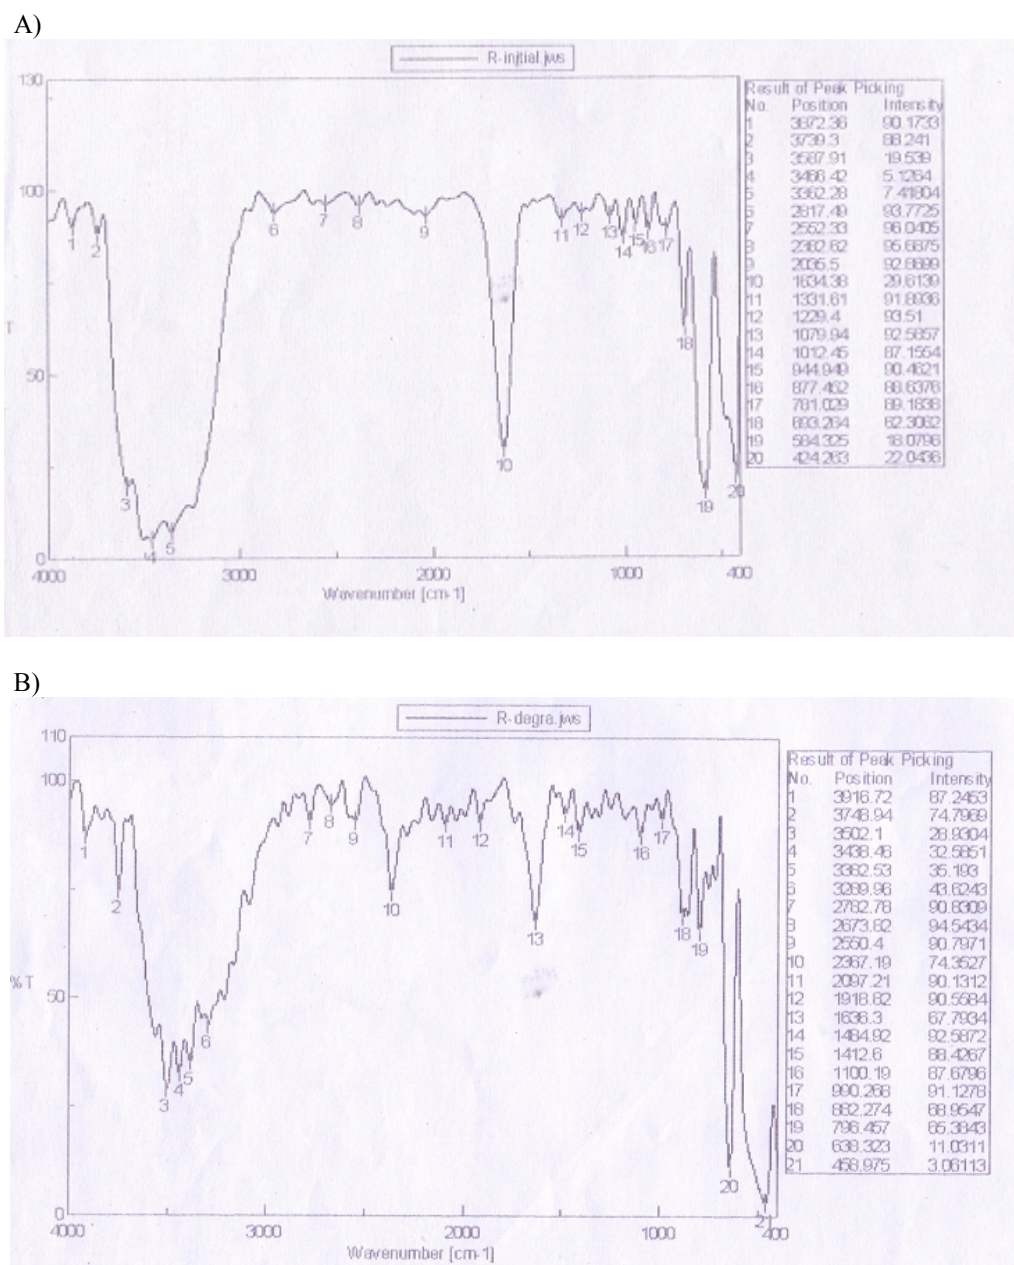 A)
R-initial.jws
130
100
50
0
T
4000
3000
2000
1000
400
Wavenumber [cm-1]
Result of Peak Picking
No. Position Intensity
1 3872.36 90.1733
2 3739.3 88.241
3 3587.91 19.539
4 3466.42 5.1264
5 3362.28 7.41804
6 2817.49 93.7725
7 2552.33 96.0405
8 2382.62 95.6875
9 2035.5 92.8699
10 1634.38 29.6139
11 1331.61 91.8936
12 1229.4 93.51
13 1079.94 92.5857
14 1012.45 87.1554
15 944.949 90.4621
16 877.452 88.6376
17 781.029 89.1838
18 693.264 62.3082
19 584.325 18.0796
20 424.263 22.0436
1
2
3
4
5
6
7
8
9
10
11
12
13
14
15
16
17
18
19
20
B)
R-degra.jws
110
100
50
0
%T
4000
3000
2000
1000
400
Wavenumber [cm-1]
Result of Peak Picking
No. Position Intensity
1 3916.72 87.2453
2 3748.94 74.7969
3 3502.1 28.9304
4 3438.46 32.5851
5 3382.53 35.193
6 3289.96 43.6243
7 2782.78 90.8309
8 2673.82 94.5434
9 2550.4 90.7971
10 2367.19 74.3527
11 2097.21 90.1312
12 1918.82 90.5584
13 1636.3 67.7934
14 1484.92 92.5872
15 1412.6 88.4267
16 1100.19 87.6796
17 990.268 91.1278
18 882.274 68.9547
19 796.457 65.3843
20 638.323 11.0311
21 458.975 3.06113
1
2
3
4
5
6
7
8
9
10
11
12
13
14
15
16
17
18
19
20
21